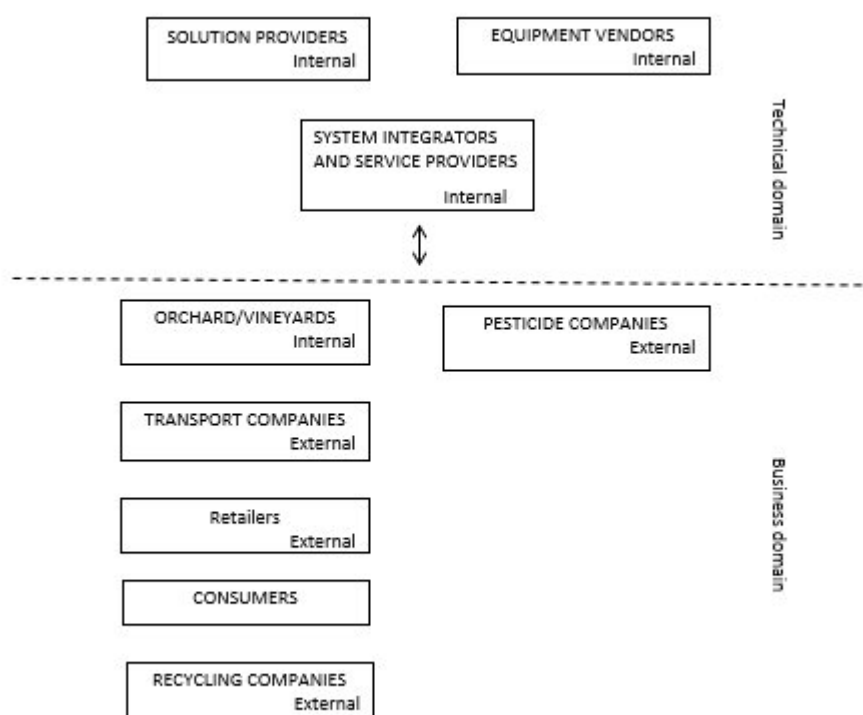 SOLUTION PROVIDERS
Internal
EQUIPMENT VENDORS
Internal
SYSTEM INTEGRATORS
AND SERVICE PROVIDERS
Internal
Technical domain
ORCHARD/VINEYARDS
Internal
PESTICIDE COMPANIES
External
TRANSPORT COMPANIES
External
Retailers
External
CONSUMERS
RECYCLING COMPANIES
External
Business domain